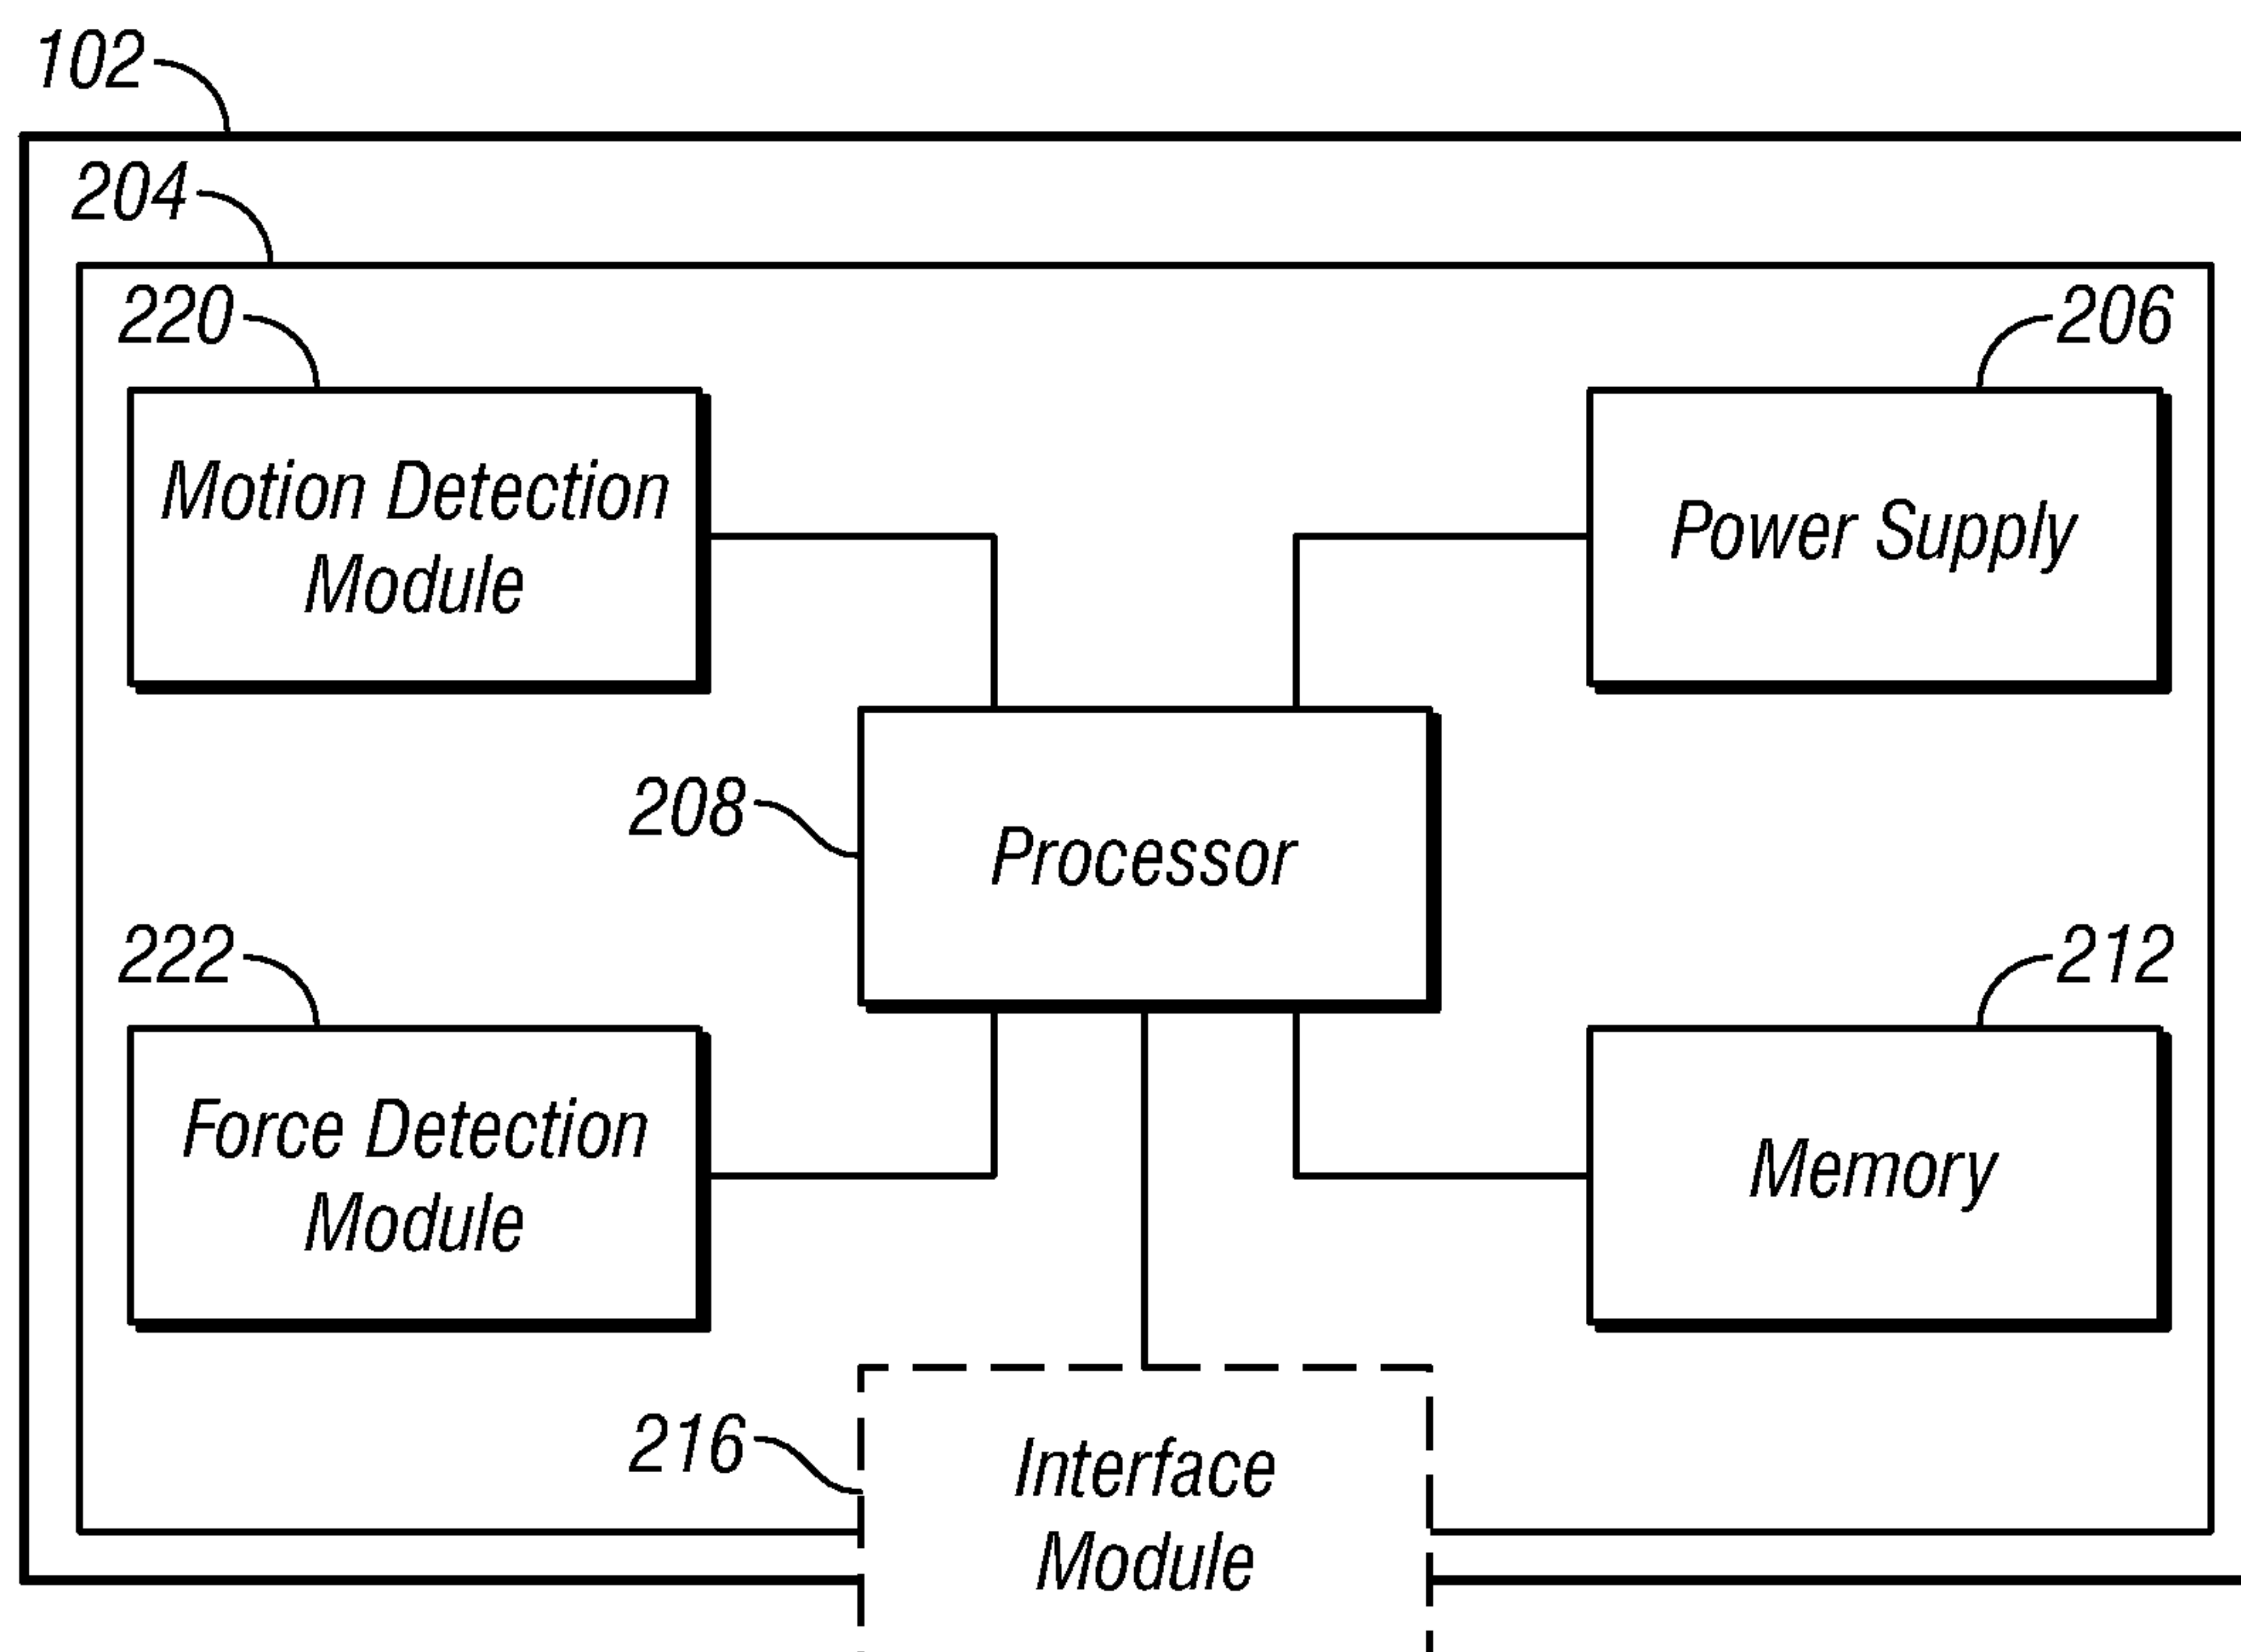 102
204
220
206
Motion Detection
Module
Power Supply
208
Processor
222
212
Force Detection
Module
Memory
216
Interface
Module